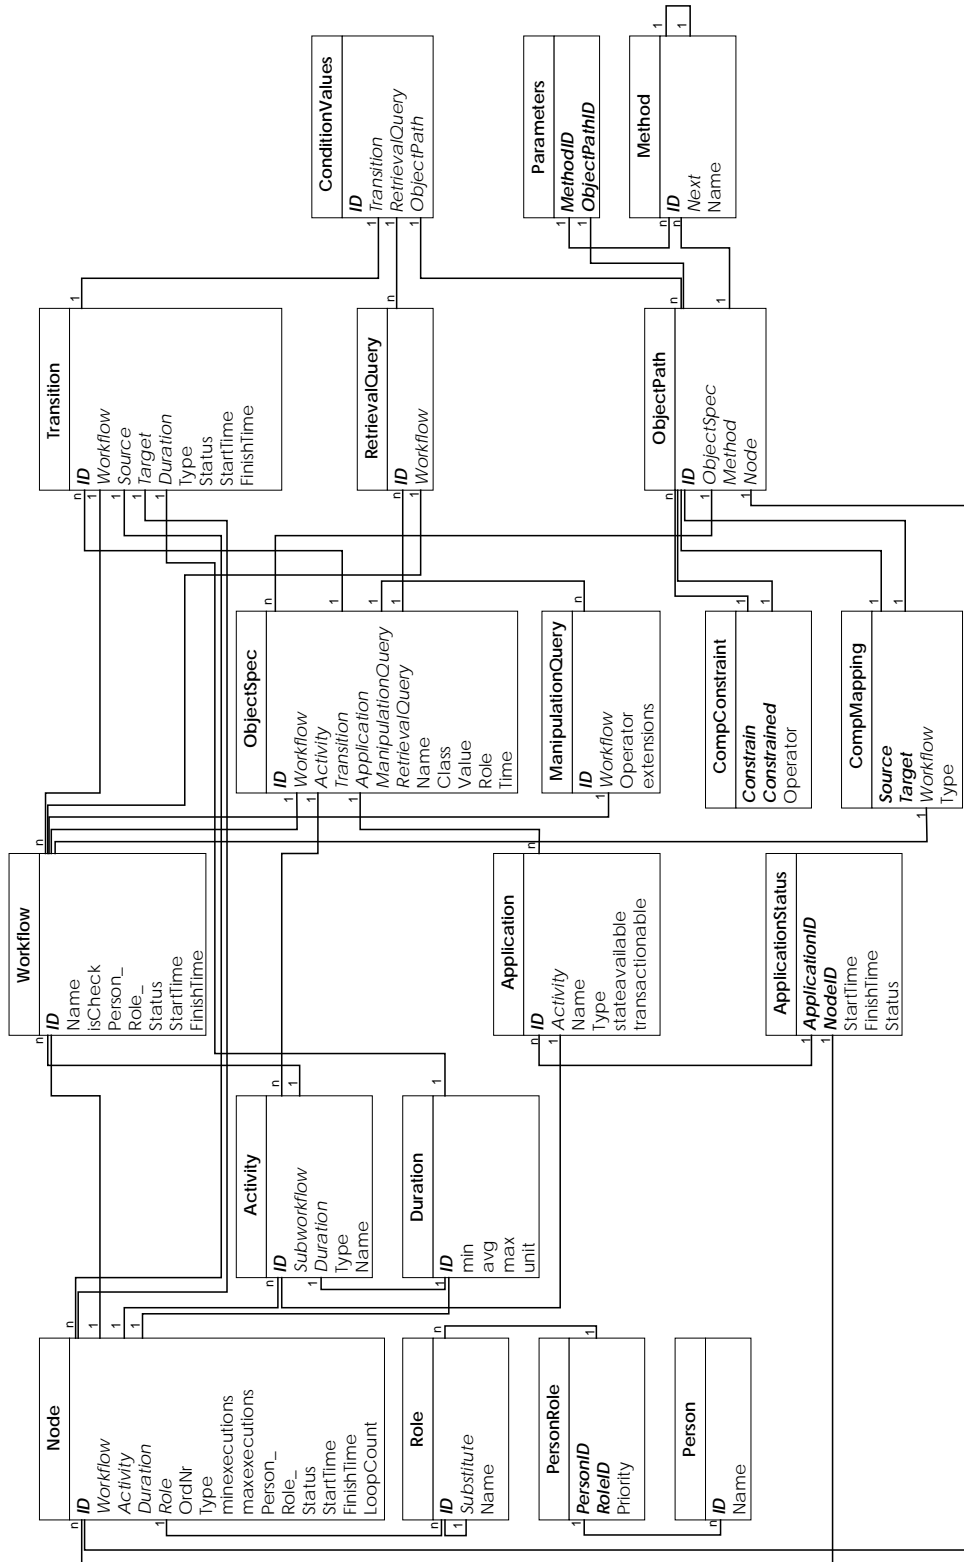 Node
ID
Workflow
Activity
Duration
Role
OrdNr
Type
minexecutions
maxexecutions
Person_
Role_
Status
StartTime
FinishTime
LoopCount
Role
ID
Substitute
Name
PersonRole
PersonID
RoleID
Priority
Person
ID
Name
Activity
ID
Subworkflow
Duration
Type
Name
Duration
ID
min
avg
max
unit
Workflow
ID
Name
isCheck
Person_
Role_
Status
StartTime
FinishTime
Application
ID
Activity
Name
Type
stateavailable
transactionable
ApplicationStatus
ApplicationID
NodeID
StartTime
FinishTime
Status
ObjectSpec
ID
Workflow
Activity
Transition
Application
ManipulationQuery
RetrievalQuery
Name
Class
Value
Role
Time
ManipulationQuery
ID
Workflow
Operator
extensions
CompConstraint
Constrain
Constrained
Operator
CompMapping
Source
Target
Workflow
Type
Transition
ID
Workflow
Source
Target
Duration
Type
Status
StartTime
FinishTime
RetrievalQuery
ID
Workflow
ObjectPath
ID
ObjectSpec
Method
Node
ConditionValues
ID
Transition
RetrievalQuery
ObjectPath
Parameters
MethodID
ObjectPathID
Method
ID
Next
Name